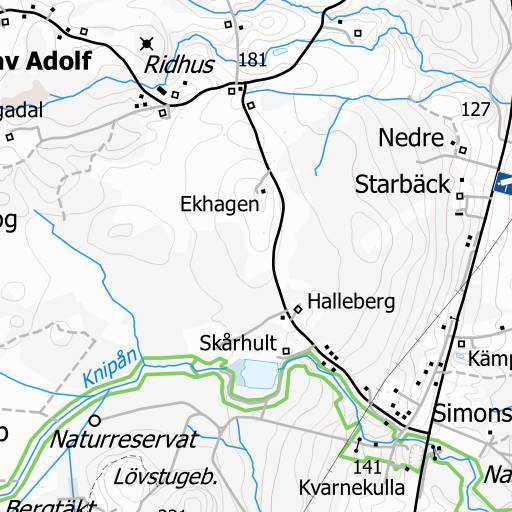 av Adolf
Ridhus
181
gadal
127
Nedre
Starbäck
Ekhagen
Halleberg
Skårhult
Knipån
Kämp
Simons
Naturreservat
Lövstugeb.
141
Kvarnekulla
Na
Bergtäkt